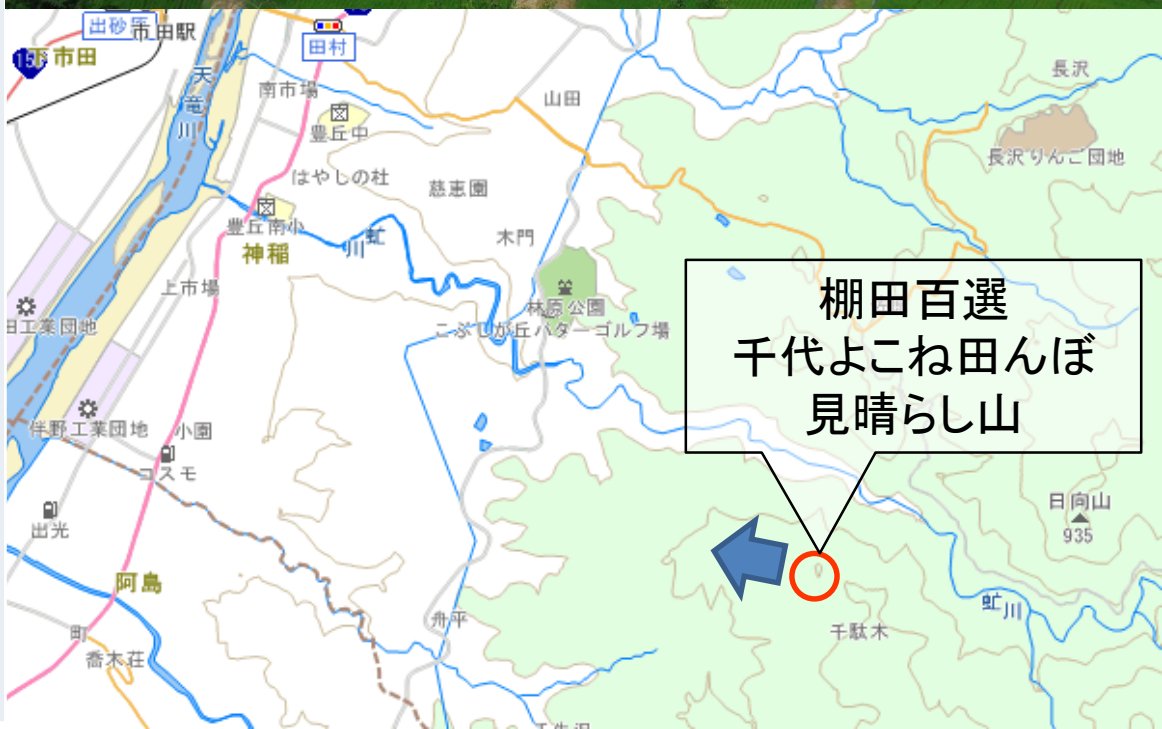 出砂原
市田駅
田村
15
下市田
天竜川
南市場
豊丘中
山田
長沢
長沢りんご団地
はやしの杜
慈恵園
豊丘南小
神稲
虻川
木門
上市場
林原公園
こぶしが丘パターゴルフ場
田工業団地
棚田百選
千代よこね田んぼ
見晴らし山
伴野工業団地
小園
コスモ
出光
日向山
935
阿島
舟平
虻川
千駄木
町
喬木荘